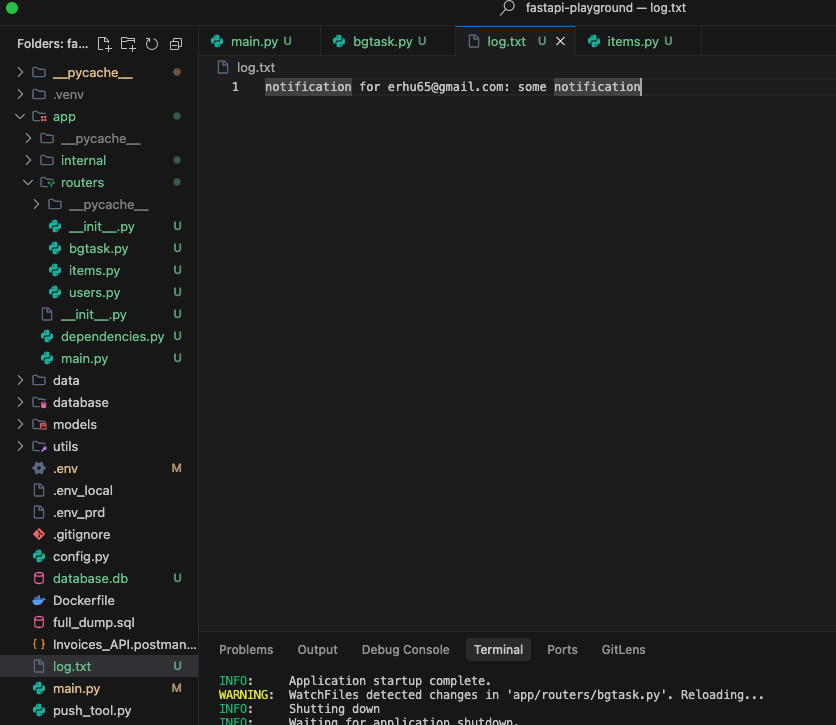 fastapi-playground — log.txt
Folders: fa...
main.py U
bgtask.py U
log.txt U
items.py U
log.txt
1 notification for erhu65@gmail.com: some notification
__pycache__
.venv
app
__pycache__
internal
routers
__pycache__
__init__.py U
bgtask.py U
items.py U
users.py U
__init__.py U
dependencies.py U
main.py U
data
database
models
utils
.env M
.env_local
.env_prd
.gitignore
config.py
database.db U
Dockerfile
full_dump.sql
Invoices_API.postman...
log.txt U
main.py M
push_tool.py
Problems Output Debug Console Terminal Ports GitLens
INFO: Application startup complete.
WARNING: WatchFiles detected changes in 'app/routers/bgtask.py'. Reloading...
INFO: Shutting down
INFO: Waiting for application shutdown.